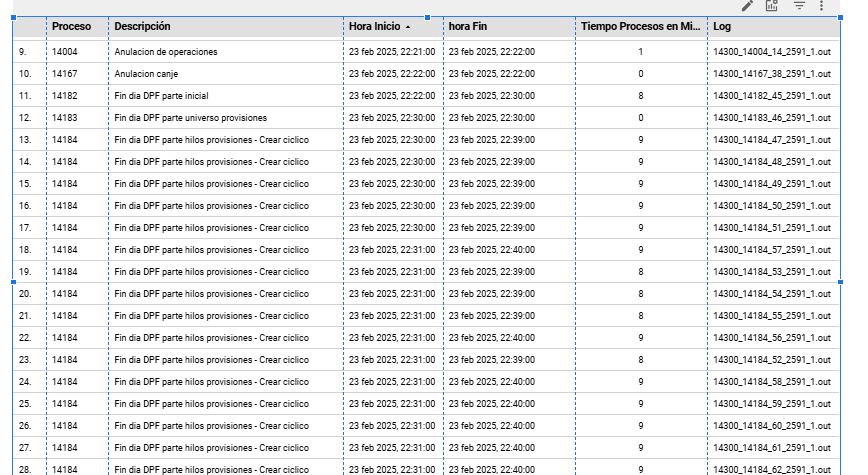 Proceso Descripción Hora Inicio hora Fin Tiempo Procesos en Mi... Log
9. 14004 Anulacion de operaciones 23 feb 2025, 22:21:00 23 feb 2025, 22:22:00 1 14300_14004_14_2591_1.out
10. 14167 Anulacion canje 23 feb 2025, 22:22:00 23 feb 2025, 22:22:00 0 14300_14167_38_2591_1.out
11. 14182 Fin dia DPF parte inicial 23 feb 2025, 22:22:00 23 feb 2025, 22:30:00 8 14300_14182_45_2591_1.out
12. 14183 Fin dia DPF parte universo provisiones 23 feb 2025, 22:30:00 23 feb 2025, 22:30:00 0 14300_14183_46_2591_1.out
13. 14184 Fin dia DPF parte hilos provisiones - Crear ciclico 23 feb 2025, 22:30:00 23 feb 2025, 22:39:00 9 14300_14184_47_2591_1.out
14. 14184 Fin dia DPF parte hilos provisiones - Crear ciclico 23 feb 2025, 22:30:00 23 feb 2025, 22:39:00 9 14300_14184_48_2591_1.out
15. 14184 Fin dia DPF parte hilos provisiones - Crear ciclico 23 feb 2025, 22:30:00 23 feb 2025, 22:39:00 9 14300_14184_49_2591_1.out
16. 14184 Fin dia DPF parte hilos provisiones - Crear ciclico 23 feb 2025, 22:30:00 23 feb 2025, 22:39:00 9 14300_14184_50_2591_1.out
17. 14184 Fin dia DPF parte hilos provisiones - Crear ciclico 23 feb 2025, 22:30:00 23 feb 2025, 22:39:00 9 14300_14184_51_2591_1.out
18. 14184 Fin dia DPF parte hilos provisiones - Crear ciclico 23 feb 2025, 22:31:00 23 feb 2025, 22:40:00 9 14300_14184_57_2591_1.out
19. 14184 Fin dia DPF parte hilos provisiones - Crear ciclico 23 feb 2025, 22:31:00 23 feb 2025, 22:39:00 8 14300_14184_53_2591_1.out
20. 14184 Fin dia DPF parte hilos provisiones - Crear ciclico 23 feb 2025, 22:31:00 23 feb 2025, 22:39:00 8 14300_14184_54_2591_1.out
21. 14184 Fin dia DPF parte hilos provisiones - Crear ciclico 23 feb 2025, 22:31:00 23 feb 2025, 22:39:00 8 14300_14184_55_2591_1.out
22. 14184 Fin dia DPF parte hilos provisiones - Crear ciclico 23 feb 2025, 22:31:00 23 feb 2025, 22:40:00 9 14300_14184_56_2591_1.out
23. 14184 Fin dia DPF parte hilos provisiones - Crear ciclico 23 feb 2025, 22:31:00 23 feb 2025, 22:39:00 8 14300_14184_52_2591_1.out
24. 14184 Fin dia DPF parte hilos provisiones - Crear ciclico 23 feb 2025, 22:31:00 23 feb 2025, 22:40:00 9 14300_14184_58_2591_1.out
25. 14184 Fin dia DPF parte hilos provisiones - Crear ciclico 23 feb 2025, 22:31:00 23 feb 2025, 22:40:00 9 14300_14184_59_2591_1.out
26. 14184 Fin dia DPF parte hilos provisiones - Crear ciclico 23 feb 2025, 22:31:00 23 feb 2025, 22:40:00 9 14300_14184_60_2591_1.out
27. 14184 Fin dia DPF parte hilos provisiones - Crear ciclico 23 feb 2025, 22:31:00 23 feb 2025, 22:40:00 9 14300_14184_61_2591_1.out
28. 14184 Fin dia DPF parte hilos provisiones - Crear ciclico 23 feb 2025, 22:31:00 23 feb 2025, 22:40:00 9 14300_14184_62_2591_1.out